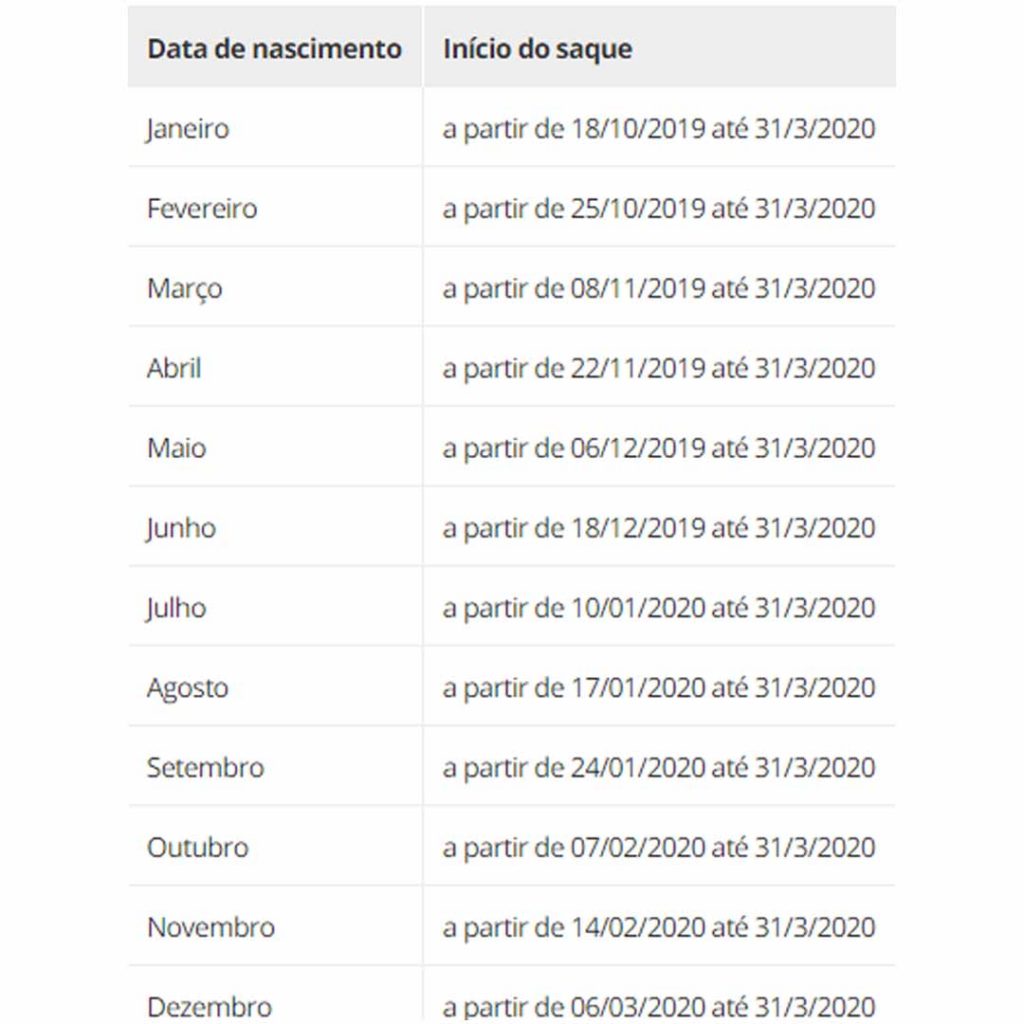 Data de nascimento Início do saque
Janeiro a partir de 18/10/2019 até 31/3/2020
Fevereiro a partir de 25/10/2019 até 31/3/2020
Março a partir de 08/11/2019 até 31/3/2020
Abril a partir de 22/11/2019 até 31/3/2020
Maio a partir de 06/12/2019 até 31/3/2020
Junho a partir de 18/12/2019 até 31/3/2020
Julho a partir de 10/01/2020 até 31/3/2020
Agosto a partir de 17/01/2020 até 31/3/2020
Setembro a partir de 24/01/2020 até 31/3/2020
Outubro a partir de 07/02/2020 até 31/3/2020
Novembro a partir de 14/02/2020 até 31/3/2020
Dezembro a partir de 06/03/2020 até 31/3/2020